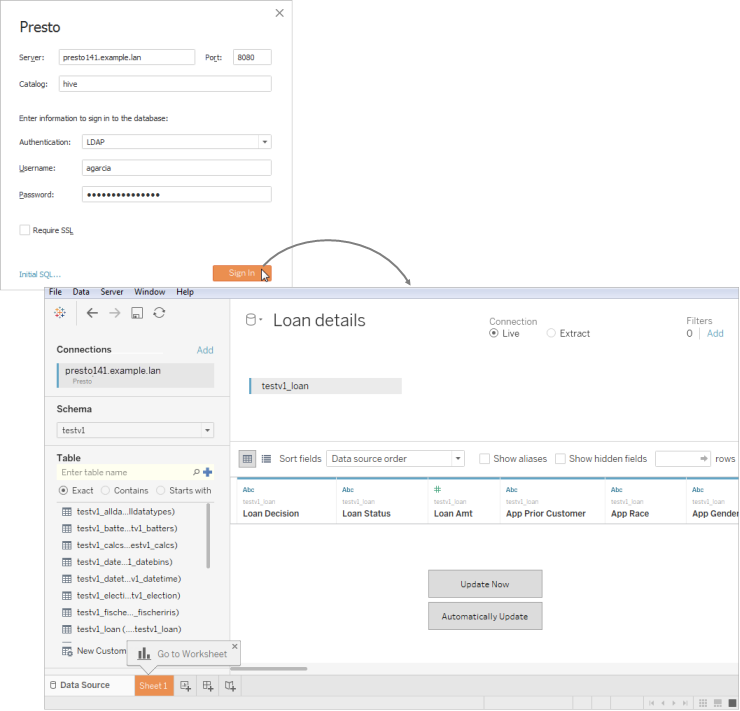 Presto
Server: presto141.example.lan Port: 8080
Catalog: hive
Enter information to sign in to the database:
Authentication: LDAP
Username: agarcia
Password: •••••••••••••••
Require SSL
Initial SQL... Sign In
File Data Server Window Help
Loan details
Connection
Live Extract
Filters
0 Add
Connections Add
presto141.example.lan
Presto
testv1_loan
Schema
testv1
Table
Enter table name
Exact Contains Starts with
testv1_allda...lldatatypes)
testv1_batte...tv1_batters)
testv1_calcs...estv1_calcs)
testv1_date...1_datebins)
testv1_datet...v1_datetime)
testv1_electi...tv1_election)
testv1_fische..._fischeriris)
testv1_loan (....testv1_loan)
New Custom
Sort fields Data source order Show aliases Show hidden fields rows
Abc Abc # Abc Abc Abc
testv1_loan testv1_loan testv1_loan testv1_loan testv1_loan testv1_loan
Loan Decision Loan Status Loan Amt App Prior Customer App Race App Gender
Update Now
Automatically Update
Go to Worksheet
Data Source Sheet 1